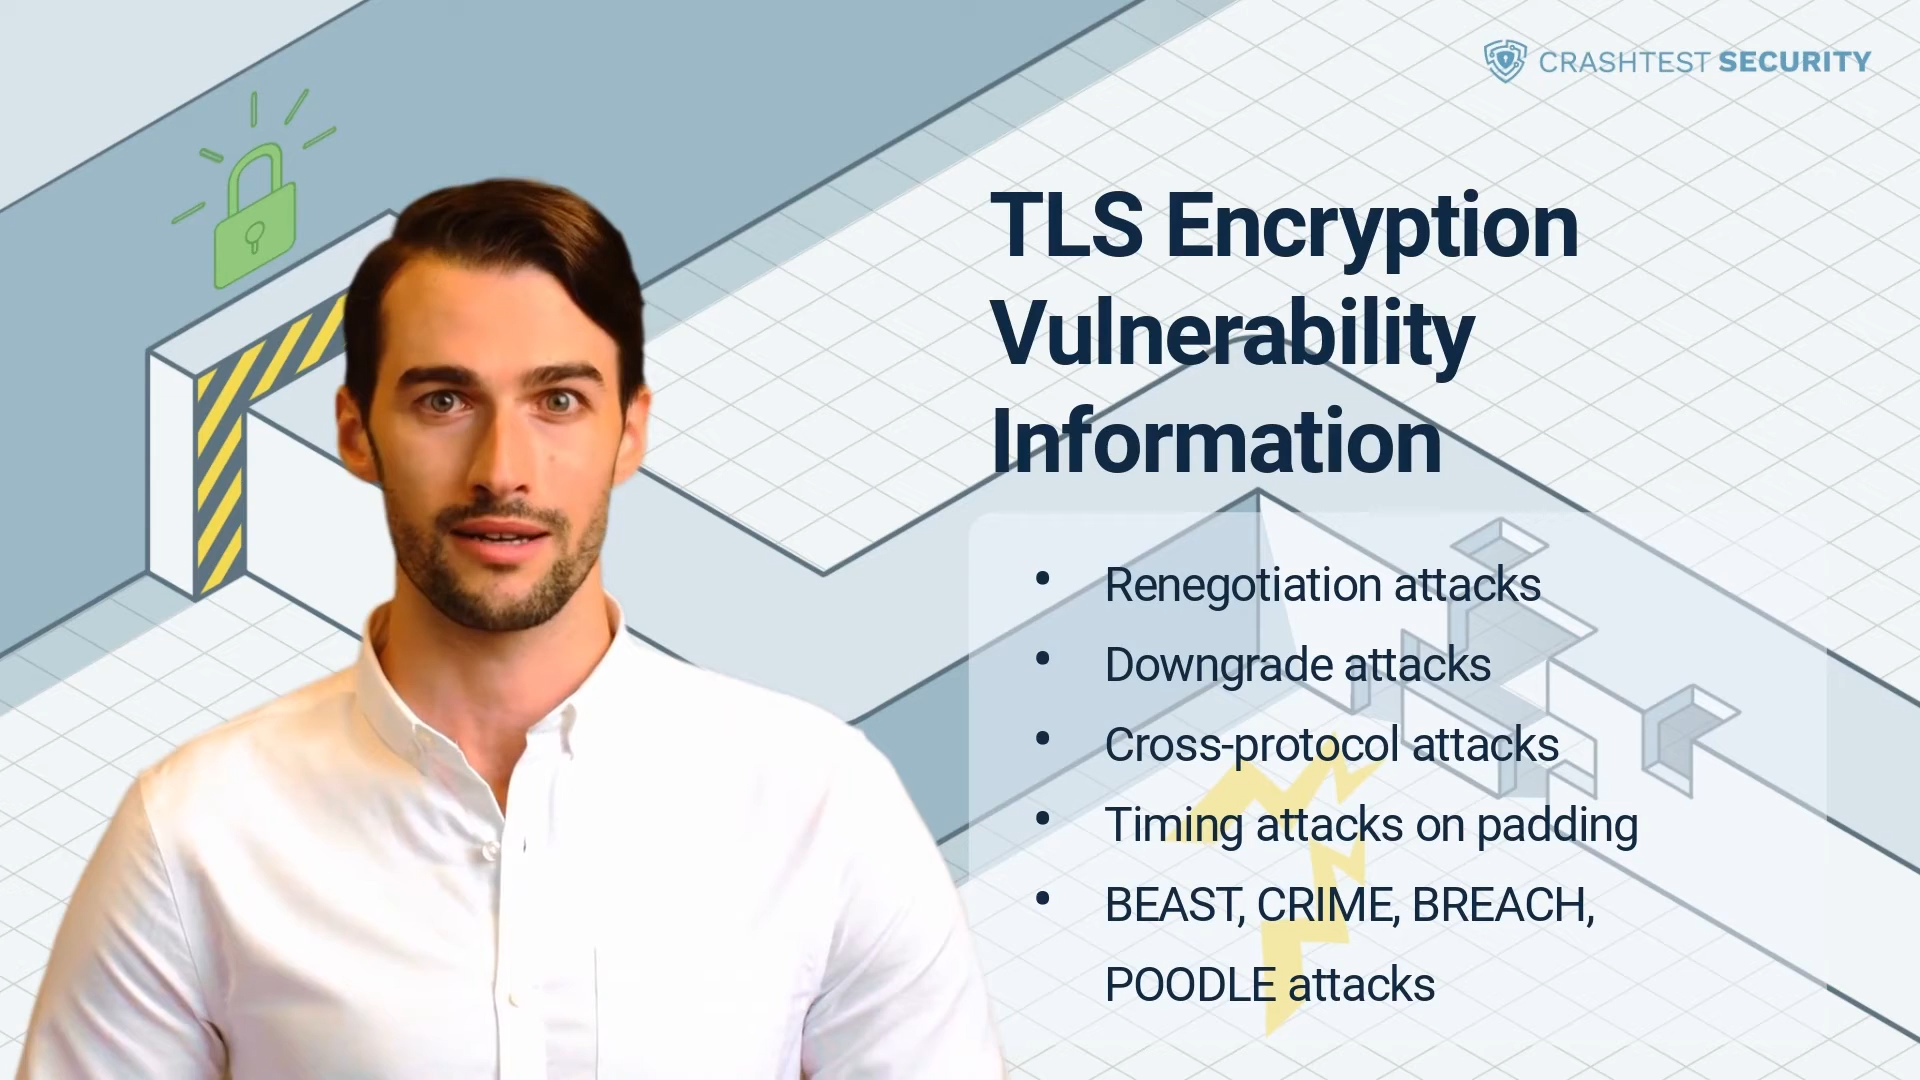 CRASHTEST SECURITY
TLS Encryption
Vulnerability
Information
• Renegotiation attacks
• Downgrade attacks
• Cross-protocol attacks
• Timing attacks on padding
• BEAST, CRIME, BREACH,
POODLE attacks